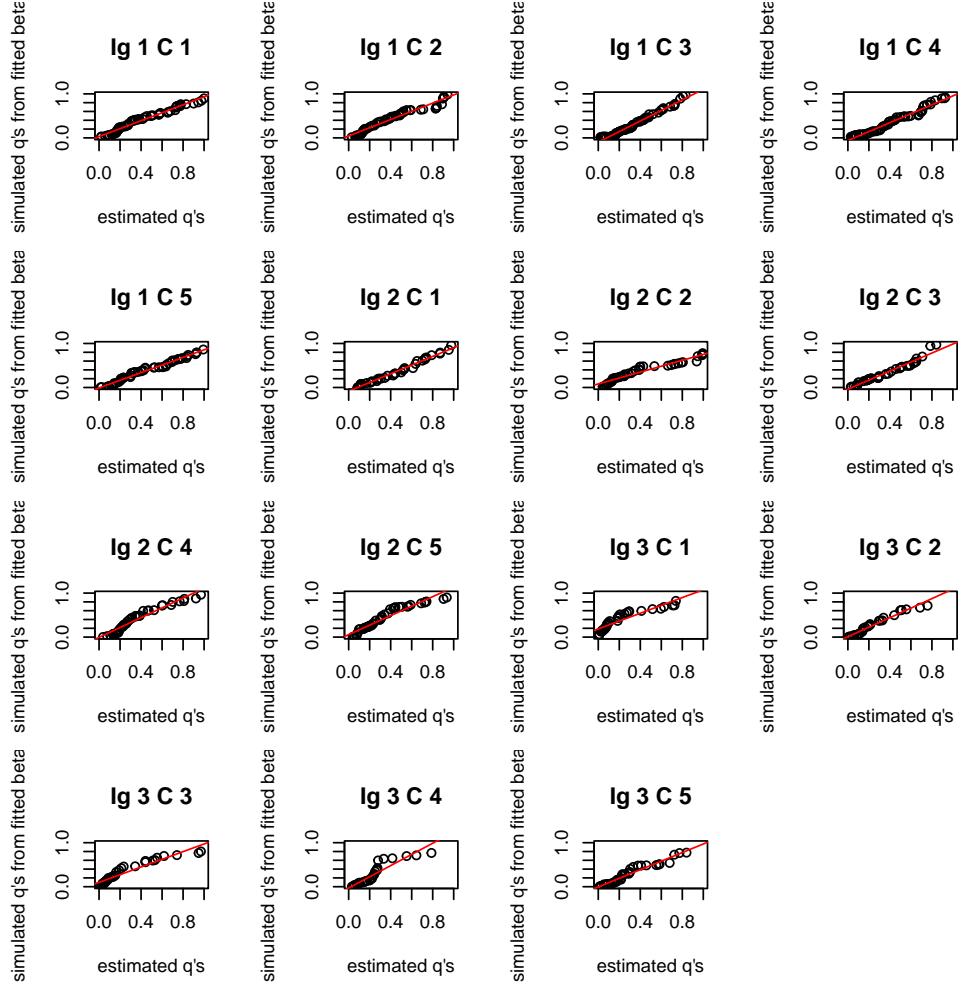 Ig 1 C 1
simulated q's from fitted beta
0.0 1.0
0.0 0.4 0.8
estimated q's
Ig 1 C 2
simulated q's from fitted beta
0.0 1.0
0.0 0.4 0.8
estimated q's
Ig 1 C 3
simulated q's from fitted beta
0.0 1.0
0.0 0.4 0.8
estimated q's
Ig 1 C 4
simulated q's from fitted beta
0.0 1.0
0.0 0.4 0.8
estimated q's
Ig 1 C 5
simulated q's from fitted beta
0.0 1.0
0.0 0.4 0.8
estimated q's
Ig 2 C 1
simulated q's from fitted beta
0.0 1.0
0.0 0.4 0.8
estimated q's
Ig 2 C 2
simulated q's from fitted beta
0.0 1.0
0.0 0.4 0.8
estimated q's
Ig 2 C 3
simulated q's from fitted beta
0.0 1.0
0.0 0.4 0.8
estimated q's
Ig 2 C 4
simulated q's from fitted beta
0.0 1.0
0.0 0.4 0.8
estimated q's
Ig 2 C 5
simulated q's from fitted beta
0.0 1.0
0.0 0.4 0.8
estimated q's
Ig 3 C 1
simulated q's from fitted beta
0.0 1.0
0.0 0.4 0.8
estimated q's
Ig 3 C 2
simulated q's from fitted beta
0.0 1.0
0.0 0.4 0.8
estimated q's
Ig 3 C 3
simulated q's from fitted beta
0.0 1.0
0.0 0.4 0.8
estimated q's
Ig 3 C 4
simulated q's from fitted beta
0.0 1.0
0.0 0.4 0.8
estimated q's
Ig 3 C 5
simulated q's from fitted beta
0.0 1.0
0.0 0.4 0.8
estimated q's